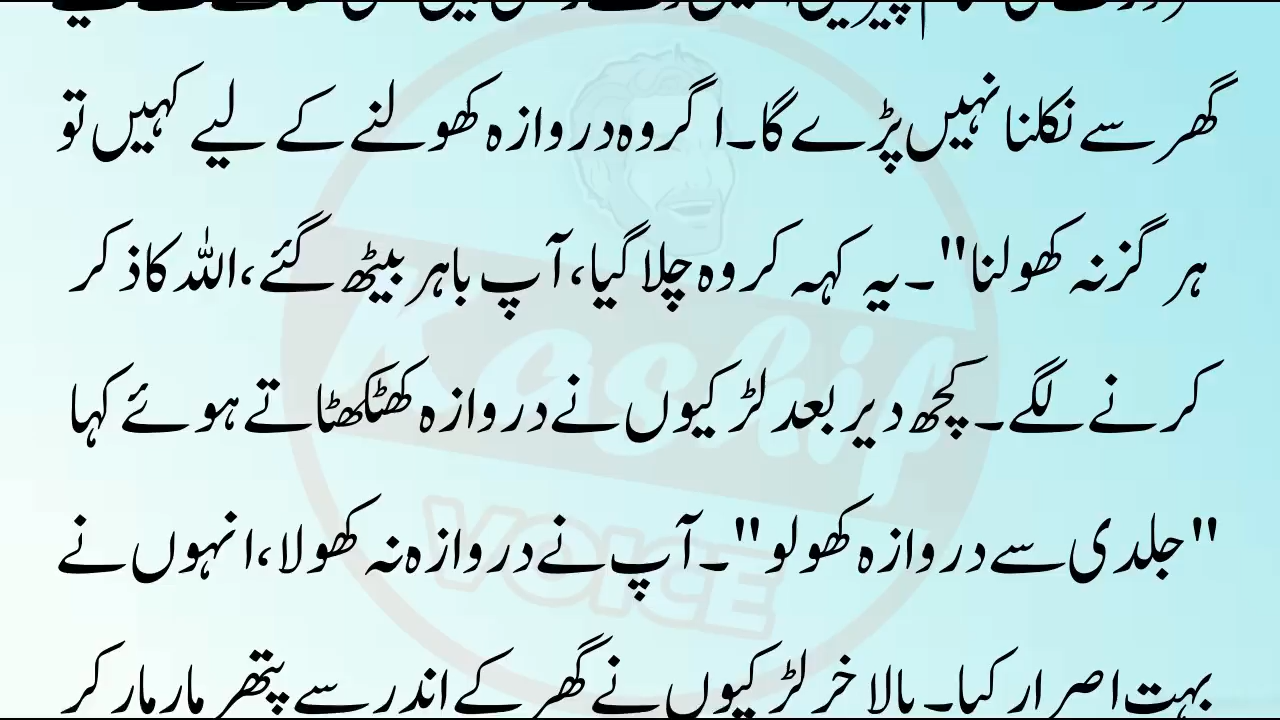 گھر سے نکلنا نہیں پڑے گا۔ اگر وہ دروازہ کھولنے کے لیے کہیں تو
ہر گز نہ کھولنا"۔ یہ کہہ کر وہ چلا گیا، آپ باہر بیٹھ گئے، اللہ کا ذکر
کرنے لگے۔ کچھ دیر بعد لڑکیوں نے دروازہ کھٹکھٹاتے ہوئے کہا
"جلدی سے دروازہ کھولو"۔ آپ نے دروازہ نہ کھولا، انہوں نے
بہت اصرار کیا۔ بالاخر لڑکیوں نے گھر کے اندر سے پتھر مار مار کر
Kashif
VOICE